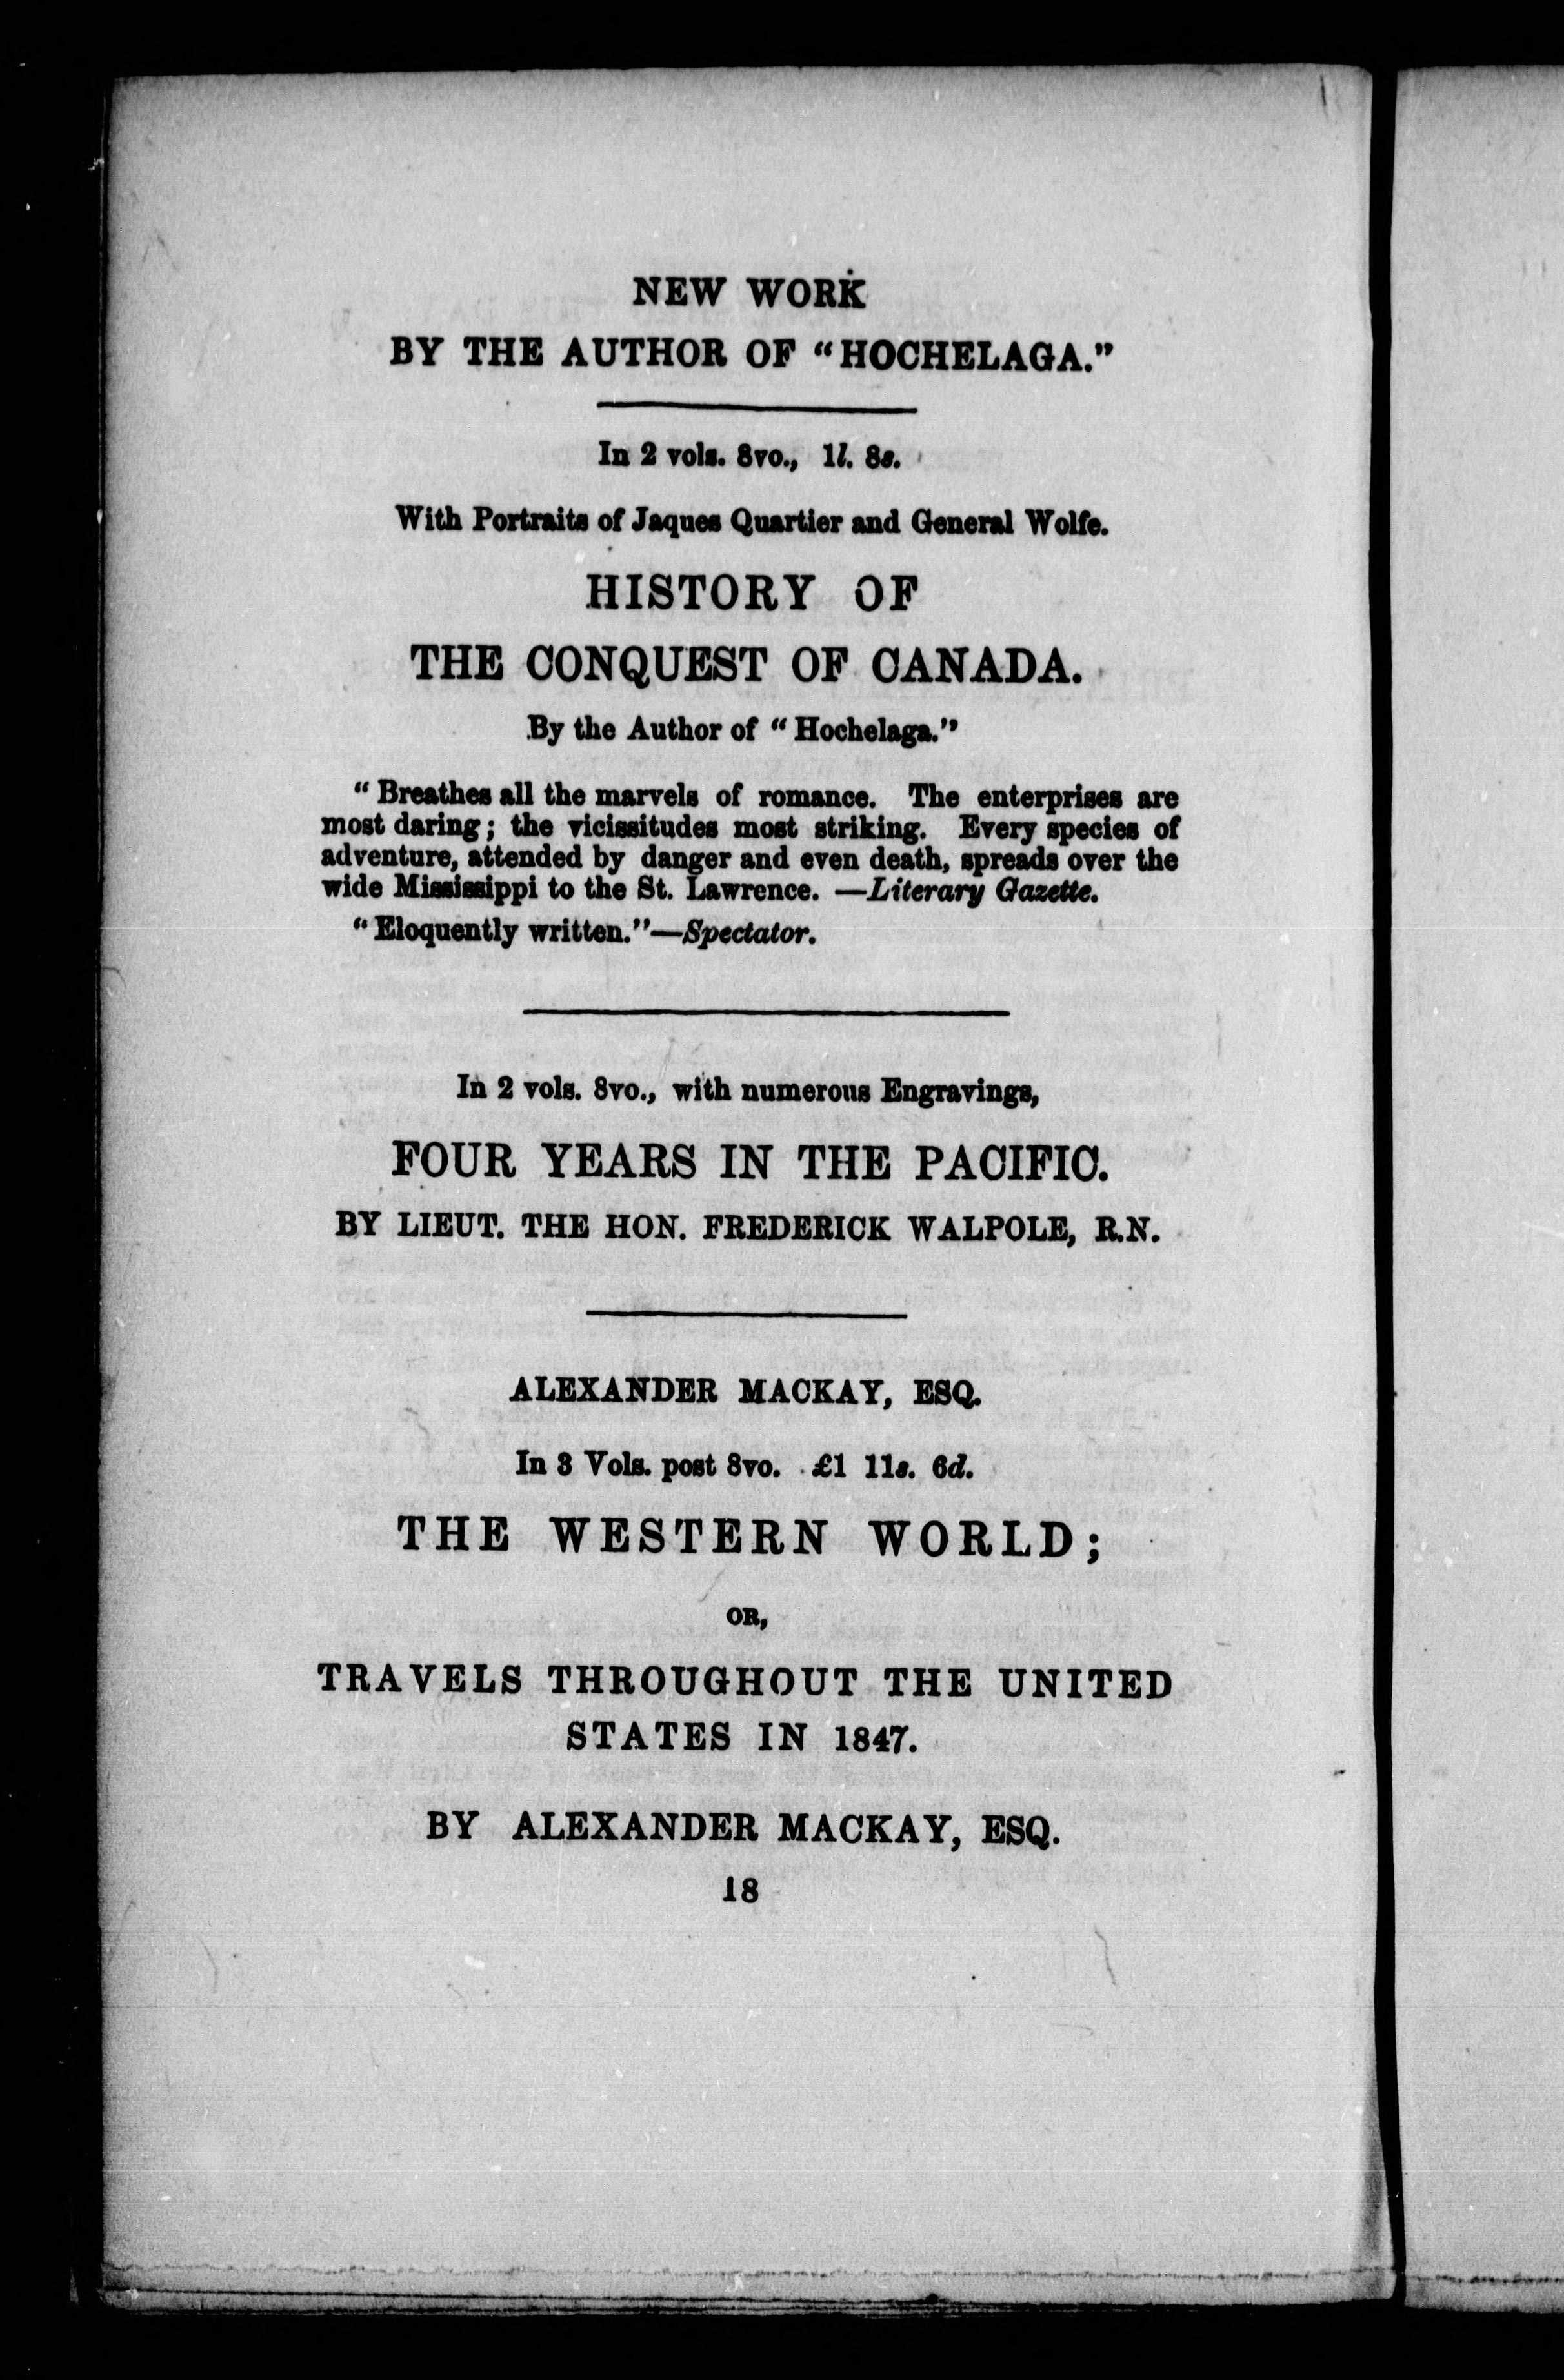 NEW WORK
BY THE AUTHOR OF "HOCHELAGA."
In 2 vols. 8vo., 1l. 8s.
With Portraits of Jaques Quartier and General Wolfe.
HISTORY OF
THE CONQUEST OF CANADA.
By the Author of "Hochelaga."
"Breathes all the marvels of romance. The enterprises are
most daring; the vicissitudes most striking. Every species of
adventure, attended by danger and even death, spreads over the
wide Mississippi to the St. Lawrence. —Literary Gazette.
"Eloquently written."—Spectator.
In 2 vols. 8vo., with numerous Engravings,
FOUR YEARS IN THE PACIFIC.
BY LIEUT. THE HON. FREDERICK WALPOLE, R.N.
ALEXANDER MACKAY, ESQ.
In 3 Vols. post 8vo. £1 11s. 6d.
THE WESTERN WORLD;
OR,
TRAVELS THROUGHOUT THE UNITED
STATES IN 1847.
BY ALEXANDER MACKAY, ESQ.
18